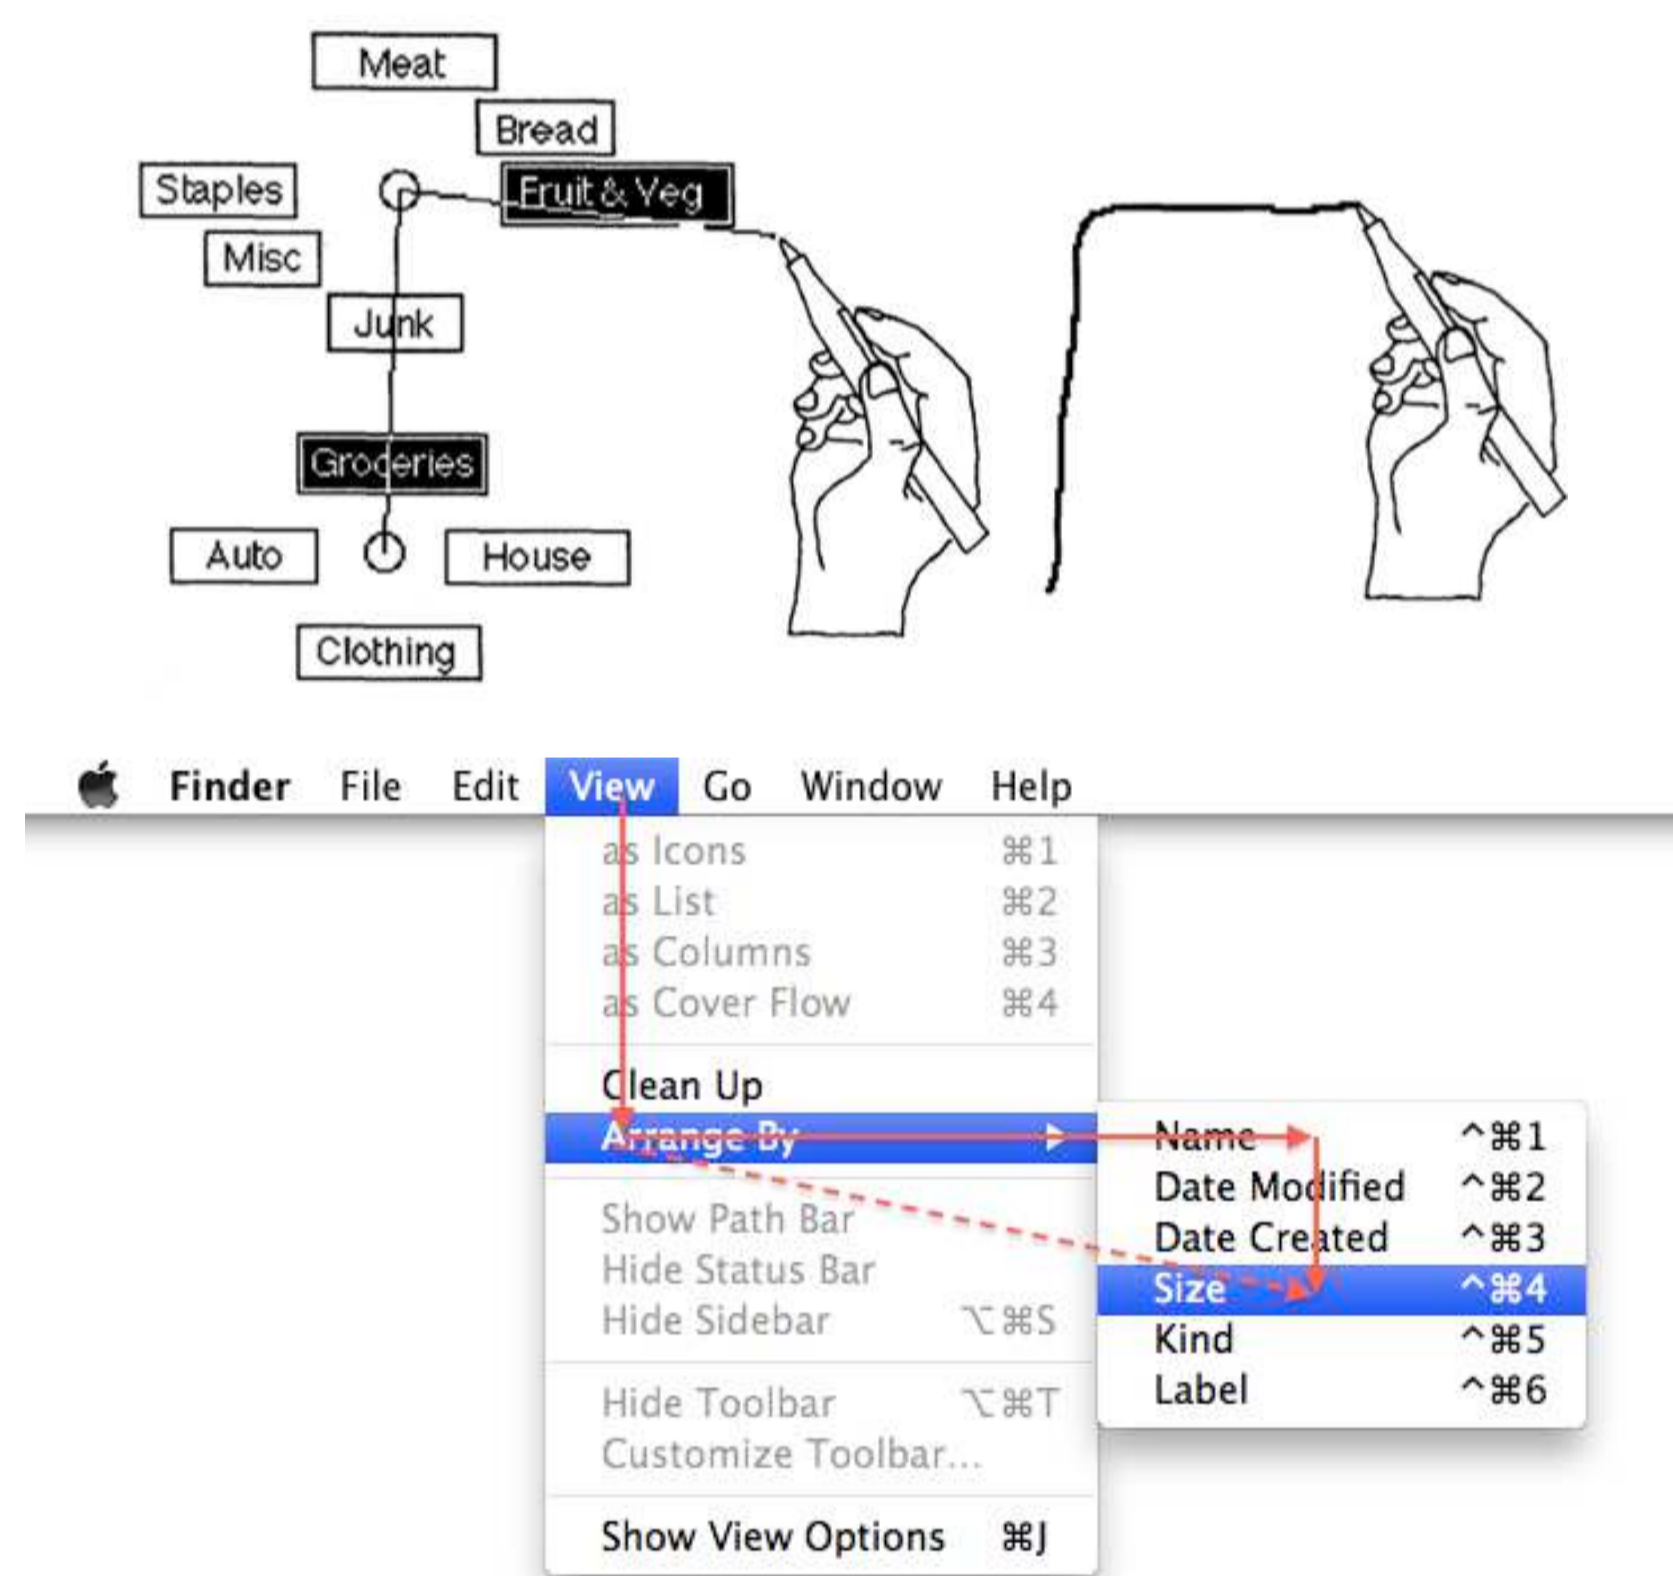 Meat
Bread
Staples
Fruit & Veg
Misc
Junk
Groceries
Auto
House
Clothing
Finder File Edit View Go Window Help
as Icons ⌘1
as List ⌘2
as Columns ⌘3
as Cover Flow ⌘4
Clean Up
Arrange By ▶
Name ^⌘1
Date Modified ^⌘2
Date Created ^⌘3
Size ^⌘4
Kind ^⌘5
Label ^⌘6
Show Path Bar
Hide Status Bar
Hide Sidebar ⌥⌘S
Hide Toolbar ⌥⌘T
Customize Toolbar...
Show View Options ⌘J